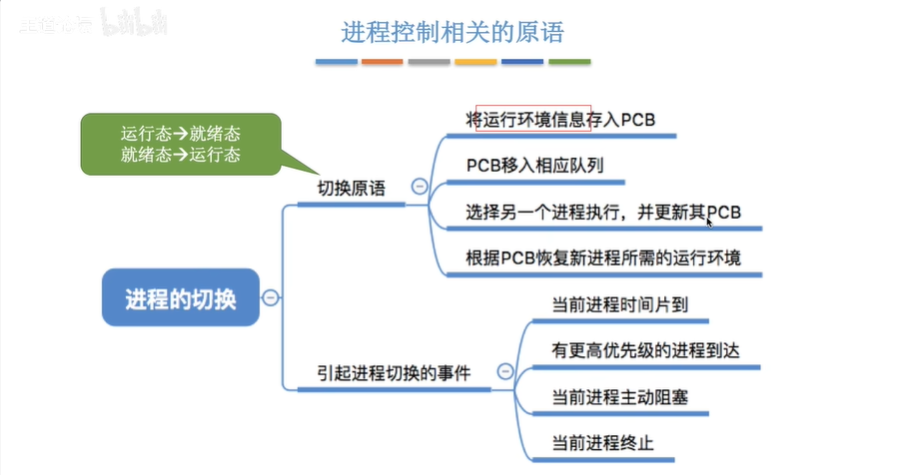 进程控制相关的原语
运行态→就绪态
就绪态→运行态
将运行环境信息存入PCB
PCB移入相应队列
切换原语
选择另一个进程执行，并更新其PCB
根据PCB恢复新进程所需的运行环境
进程的切换
当前进程时间片到
有更高优先级的进程到达
引起进程切换的事件
当前进程主动阻塞
当前进程终止